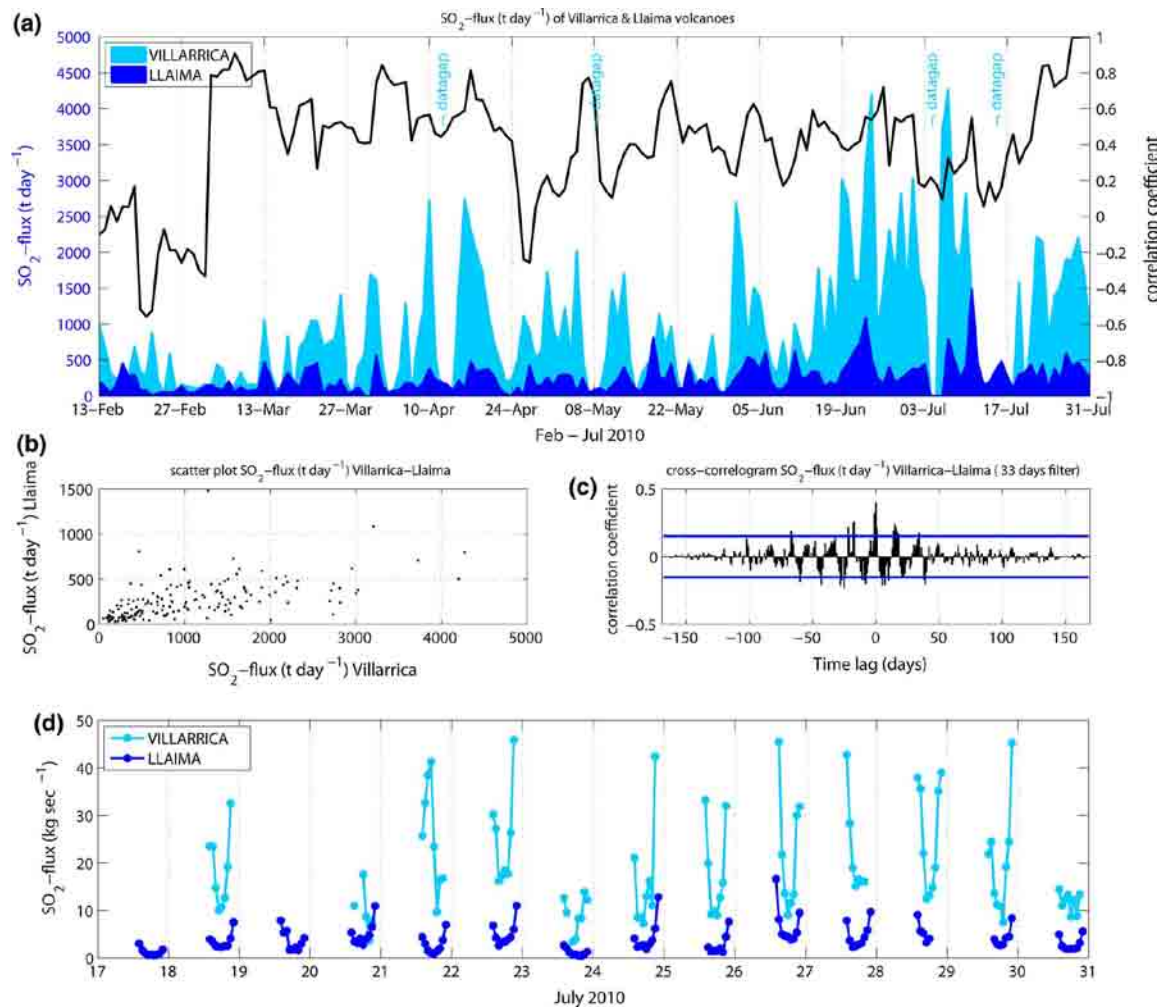 (a)
SO2−flux (t day −1) of Villarrica & Llaima volcanoes
VILLARRICA
LLAIMA
5000
4500
4000
3500
3000
2500
2000
1500
1000
500
0
SO2−flux (t day −1)
datagap
datagap
datagap
datagap
1
0.8
0.6
0.4
0.2
0
−0.2
−0.4
−0.6
−0.8
−1
correlation coefficient
13−Feb 27−Feb 13−Mar 27−Mar 10−Apr 24−Apr 08−May 22−May 05−Jun 19−Jun 03−Jul 17−Jul 31−Jul
Feb − Jul 2010
(b)
scatter plot SO2−flux (t day −1) Villarrica−Llaima
SO2−flux (t day −1) Llaima
1500
1000
500
0
0 1000 2000 3000 4000 5000
SO2−flux (t day −1) Villarrica
(c)
cross−correlogram SO2−flux (t day −1) Villarrica−Llaima ( 33 days filter)
correlation coefficient
0.5
0
−0.5
−150 −100 −50 0 50 100 150
Time lag (days)
(d)
VILLARRICA
LLAIMA
SO2−flux (kg sec −1)
50
40
30
20
10
0
17 18 19 20 21 22 23 24 25 26 27 28 29 30 31
July 2010